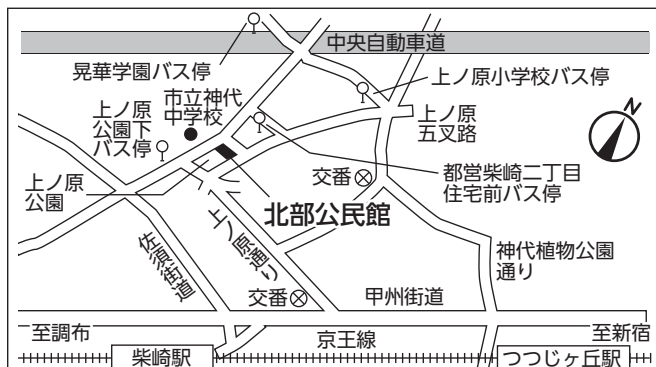 中央自動車道
晃華学園バス停
上ノ原小学校バス停
市立神代
中学校
上ノ原
公園下
バス停
上ノ原
五叉路
N
都営柴崎二丁目
住宅前バス停
交番
上ノ原
公園
北部公民館
上ノ原通り
佐須街道
神代植物公園
通り
交番
甲州街道
至調布
京王線
至新宿
柴崎駅
つつじヶ丘駅